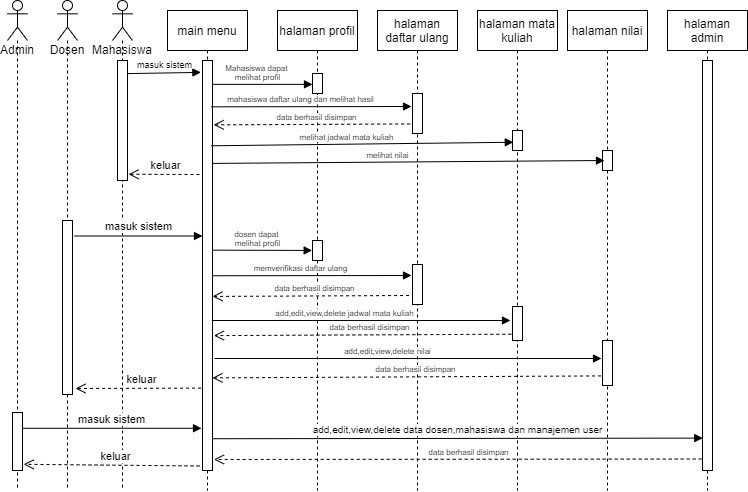 Admin
Dosen
Mahasiswa
main menu
halaman profil
halaman
daftar ulang
halaman mata
kuliah
halaman nilai
halaman
admin
masuk sistem
Mahasiswa dapat
melihat profil
mahasiswa daftar ulang dan melihat hasil
data berhasil disimpan
melihat jadwal mata kuliah
melihat nilai
keluar
masuk sistem
dosen dapat
melihat profil
memverifikasi daftar ulang
data berhasil disimpan
add,edit,view,delete jadwal mata kuliah
data berhasil disimpan
add,edit,view,delete nilai
data berhasil disimpan
keluar
masuk sistem
add,edit,view,delete data dosen,mahasiswa dan manajemen user
data berhasil disimpan
keluar